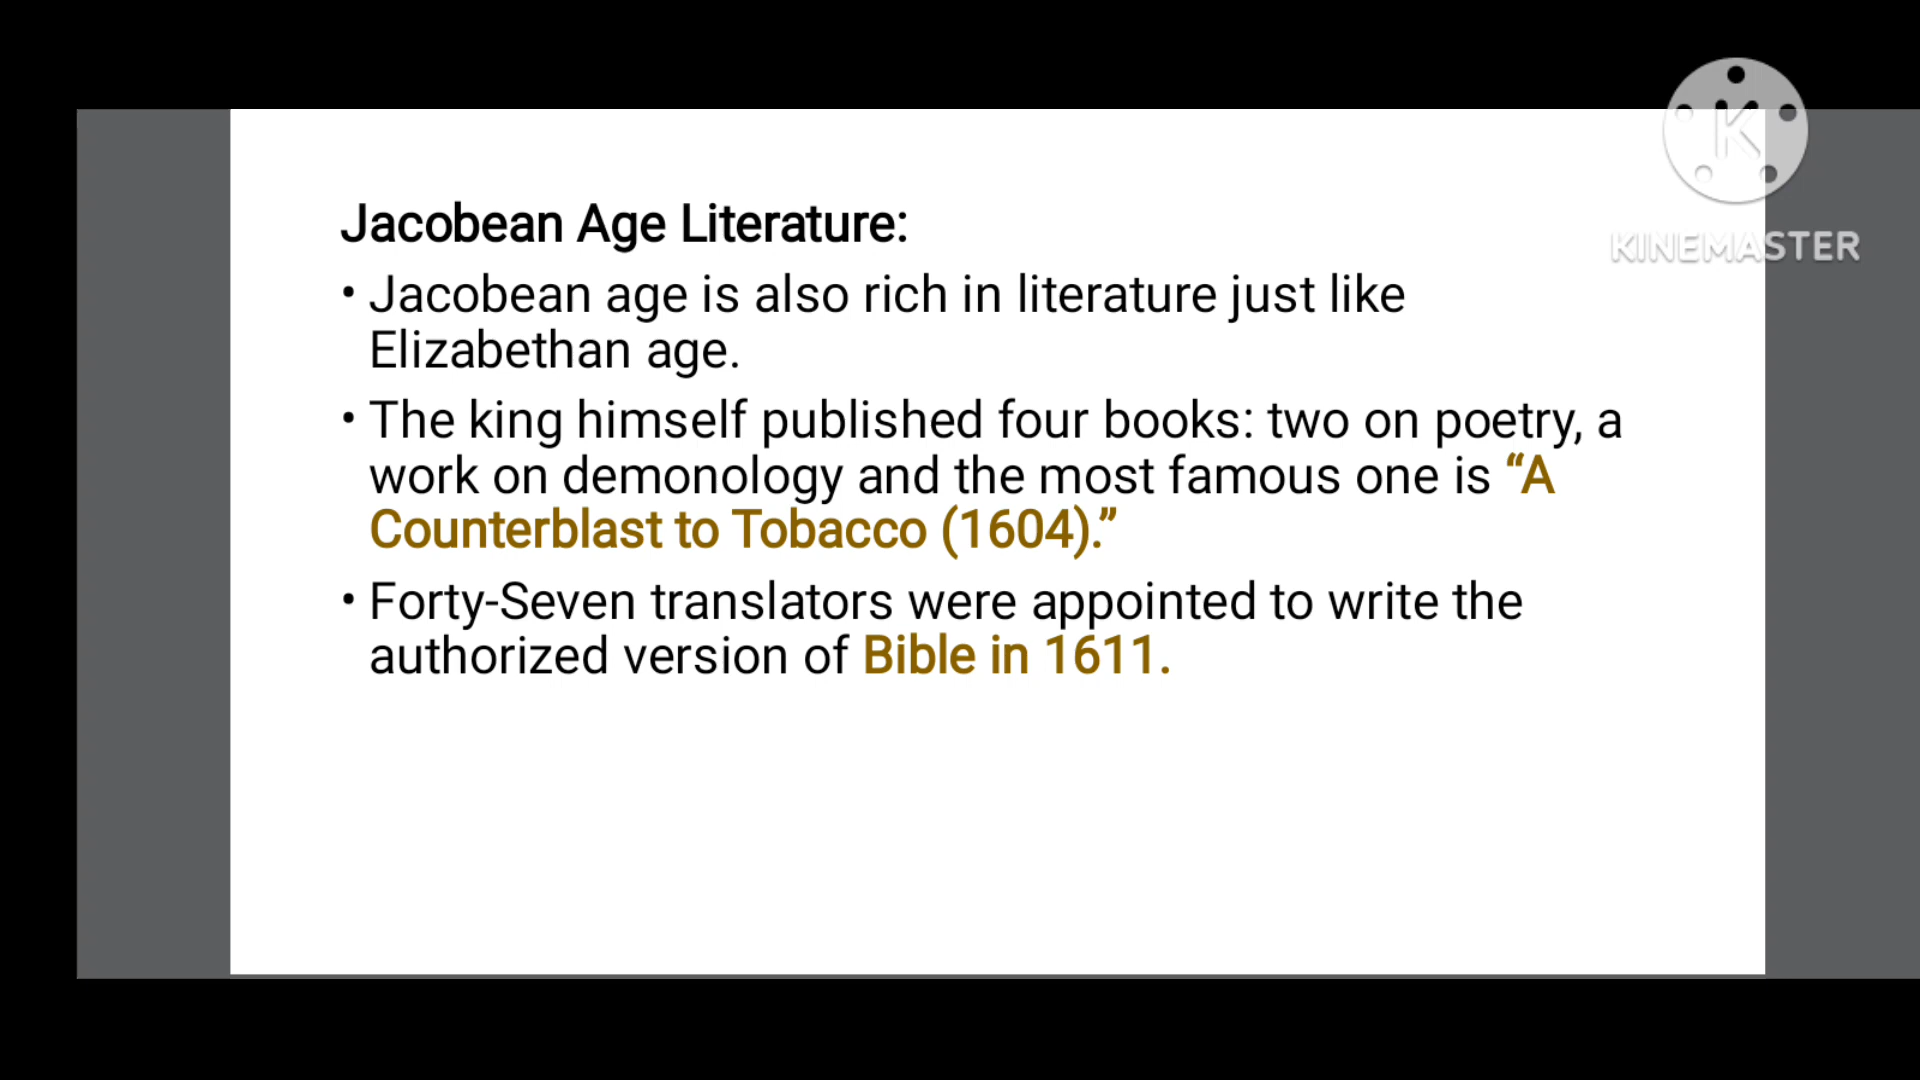 Jacobean Age Literature:
• Jacobean age is also rich in literature just like
Elizabethan age.
• The king himself published four books: two on poetry, a
work on demonology and the most famous one is “A
Counterblast to Tobacco (1604).”
• Forty-Seven translators were appointed to write the
authorized version of Bible in 1611.
K
KINEMASTER